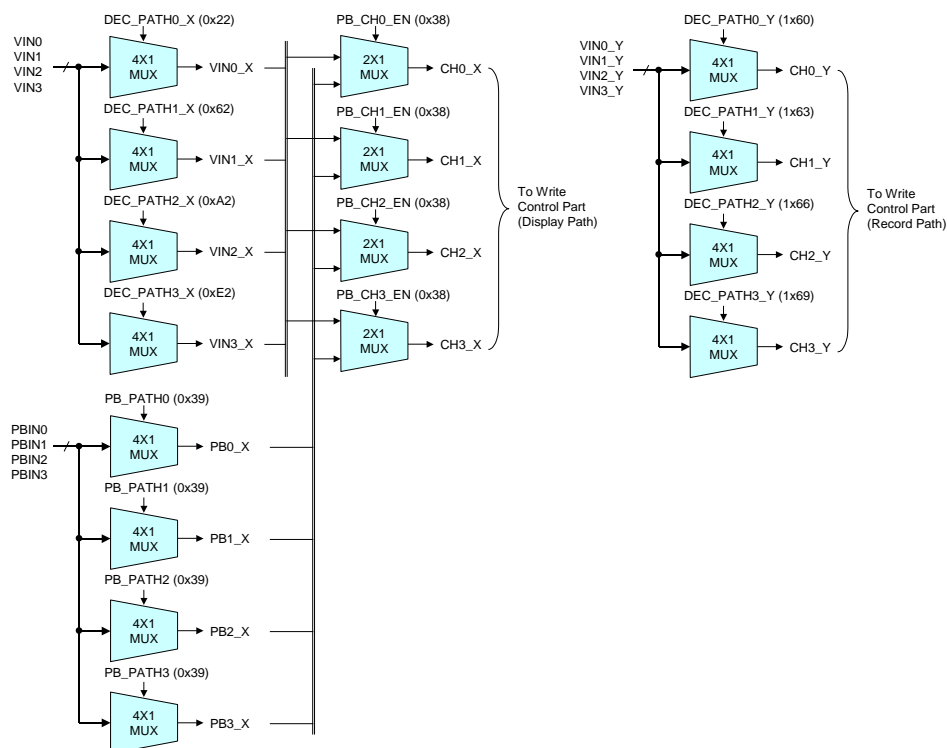 DEC_PATH0_X (0x22)
VIN0
VIN1
VIN2
VIN3
4X1
MUX
VIN0_X
DEC_PATH1_X (0x62)
4X1
MUX
VIN1_X
DEC_PATH2_X (0xA2)
4X1
MUX
VIN2_X
DEC_PATH3_X (0xE2)
4X1
MUX
VIN3_X
PB_CH0_EN (0x38)
2X1
MUX
CH0_X
PB_CH1_EN (0x38)
2X1
MUX
CH1_X
PB_CH2_EN (0x38)
2X1
MUX
CH2_X
PB_CH3_EN (0x38)
2X1
MUX
CH3_X
To Write
Control Part
(Display Path)
DEC_PATH0_Y (1x60)
VIN0_Y
VIN1_Y
VIN2_Y
VIN3_Y
4X1
MUX
CH0_Y
DEC_PATH1_Y (1x63)
4X1
MUX
CH1_Y
DEC_PATH2_Y (1x66)
4X1
MUX
CH2_Y
DEC_PATH3_Y (1x69)
4X1
MUX
CH3_Y
To Write
Control Part
(Record Path)
PB_PATH0 (0x39)
PBIN0
PBIN1
PBIN2
PBIN3
4X1
MUX
PB0_X
PB_PATH1 (0x39)
4X1
MUX
PB1_X
PB_PATH2 (0x39)
4X1
MUX
PB2_X
PB_PATH3 (0x39)
4X1
MUX
PB3_X